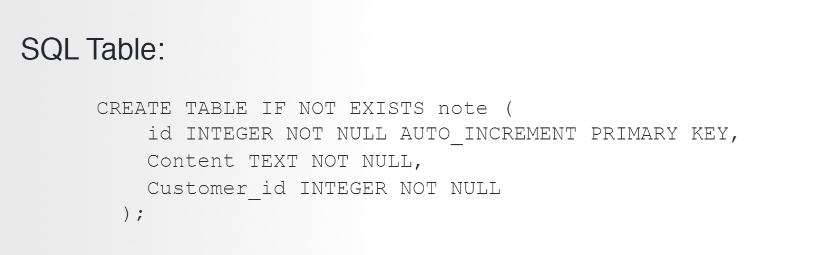 SQL Table:
CREATE TABLE IF NOT EXISTS note (
id INTEGER NOT NULL AUTO_INCREMENT PRIMARY KEY,
Content TEXT NOT NULL,
Customer_id INTEGER NOT NULL
);